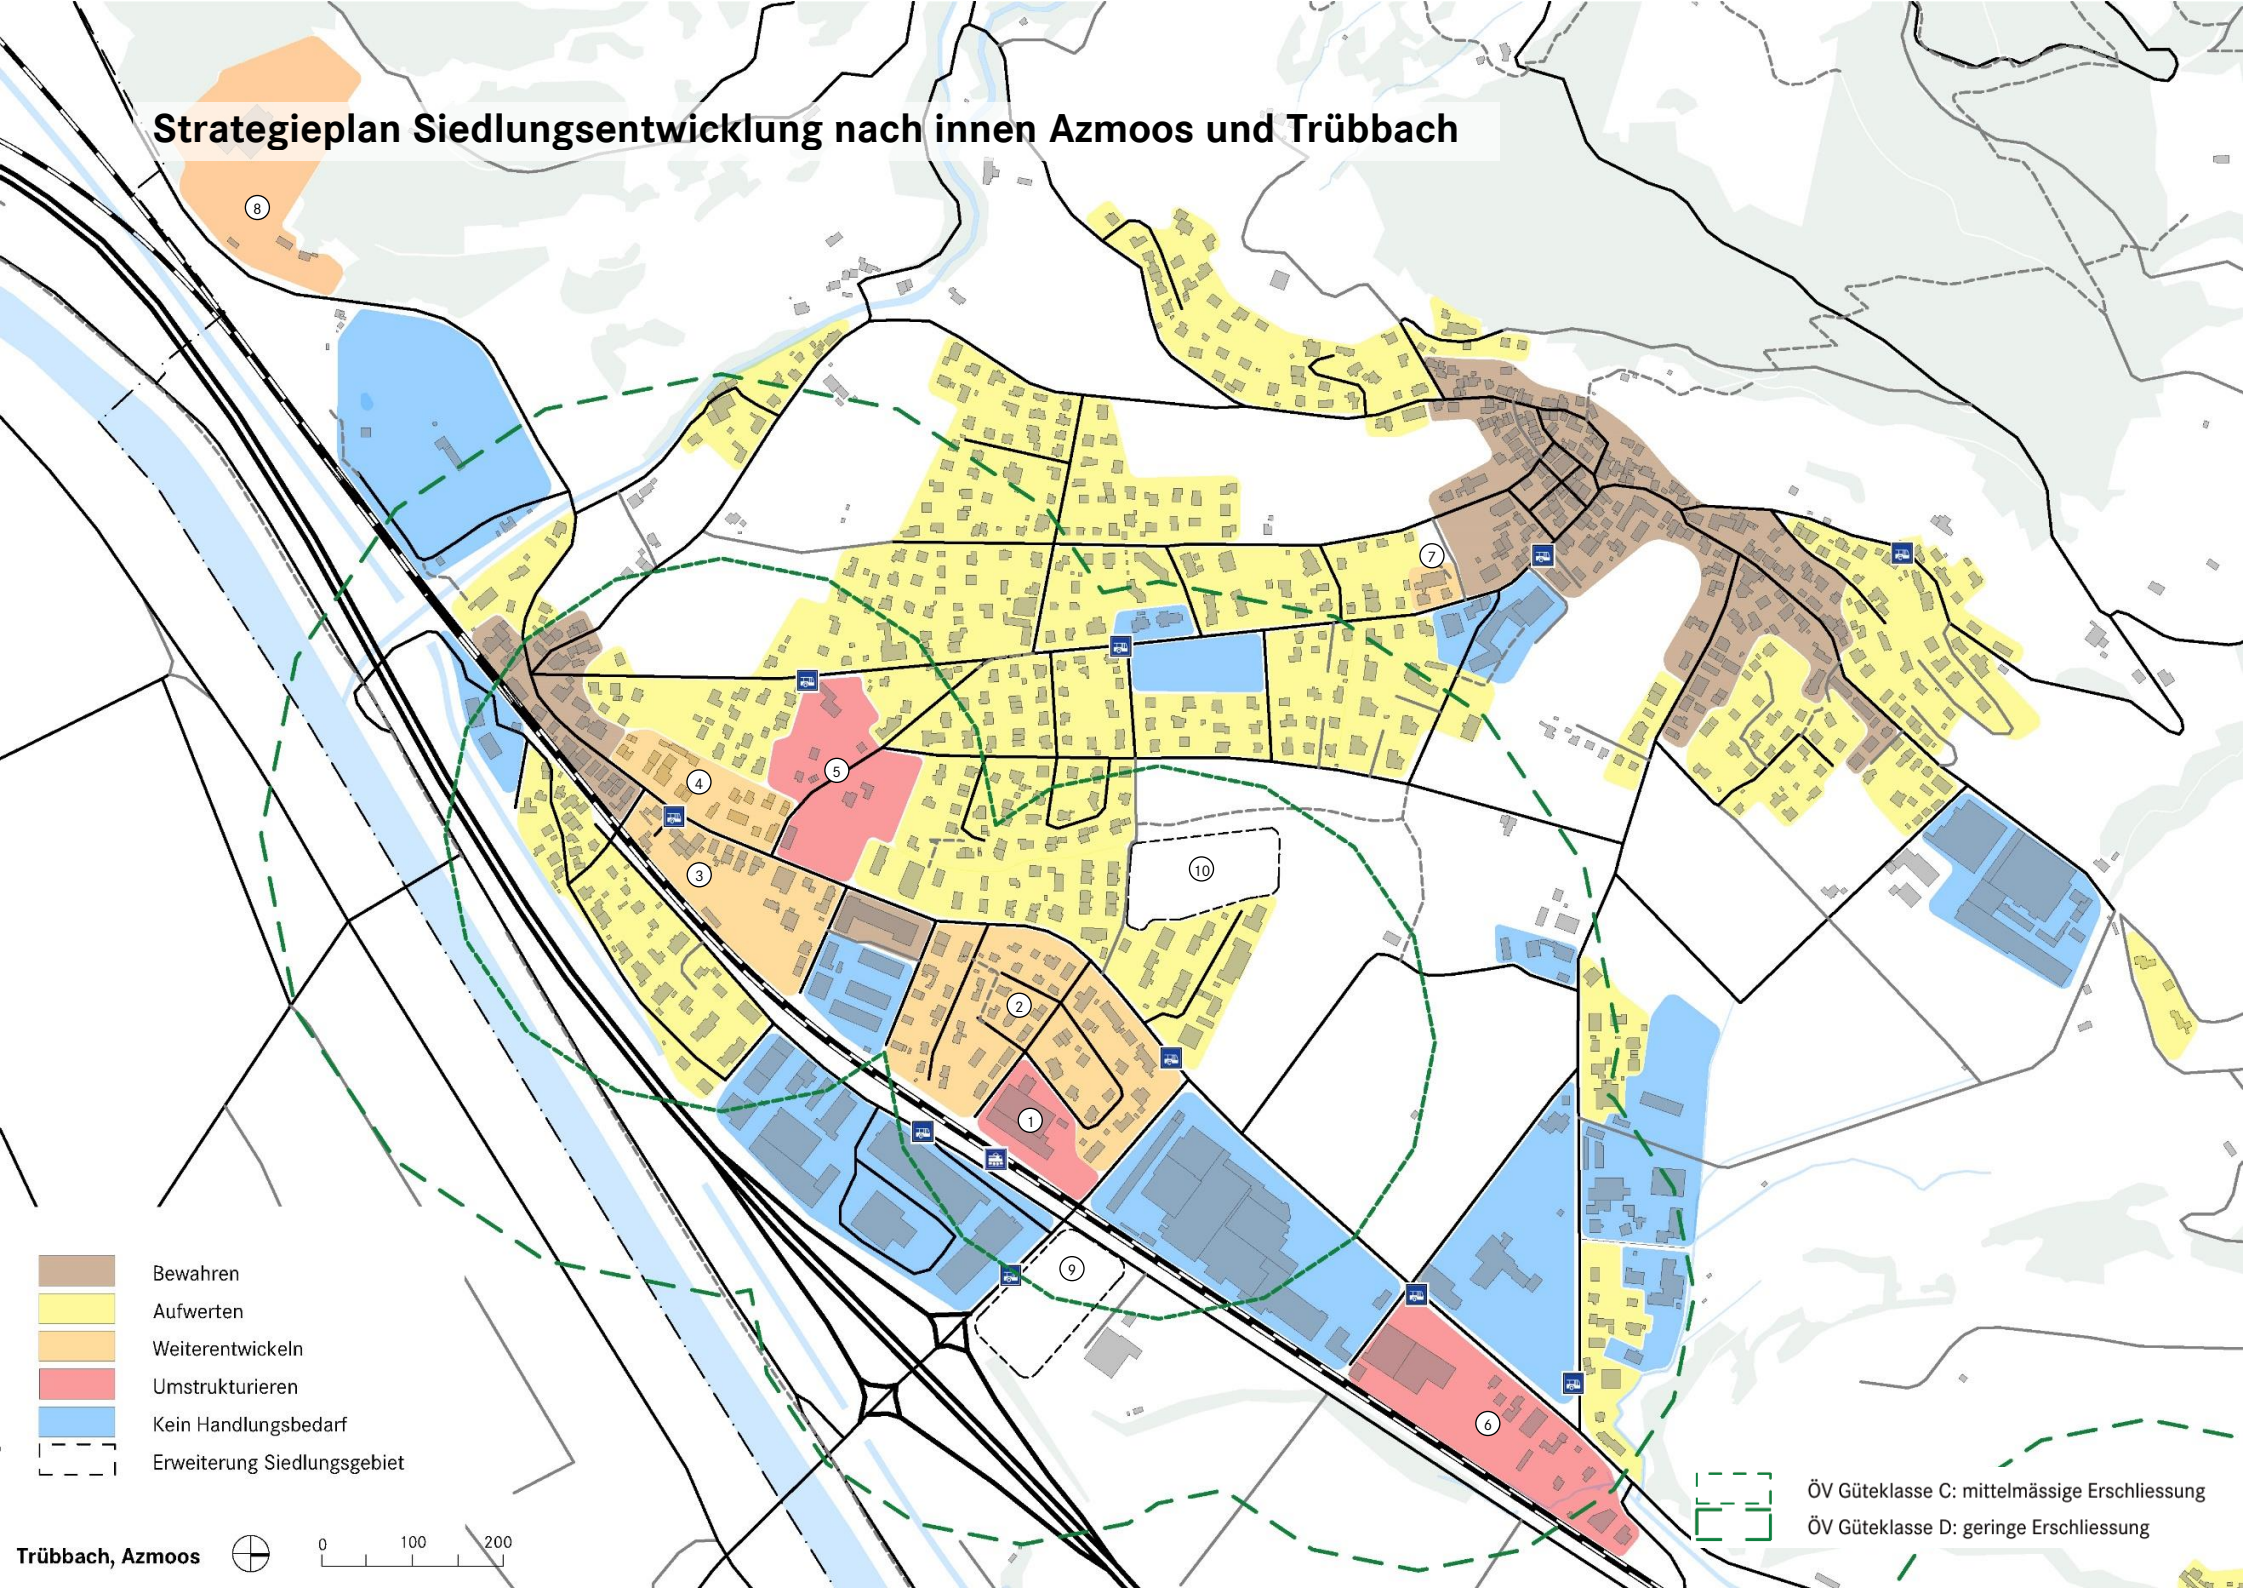 Strategieplan Siedlungsentwicklung nach innen Azmoos und Trübbach
8
7
5
4
3
10
2
1
9
6
Bewahren
Aufwerten
Weiterentwickeln
Umstrukturieren
Kein Handlungsbedarf
Erweiterung Siedlungsgebiet
ÖV Güteklasse C: mittelmässige Erschliessung
ÖV Güteklasse D: geringe Erschliessung
Trübbach, Azmoos
0 100 200